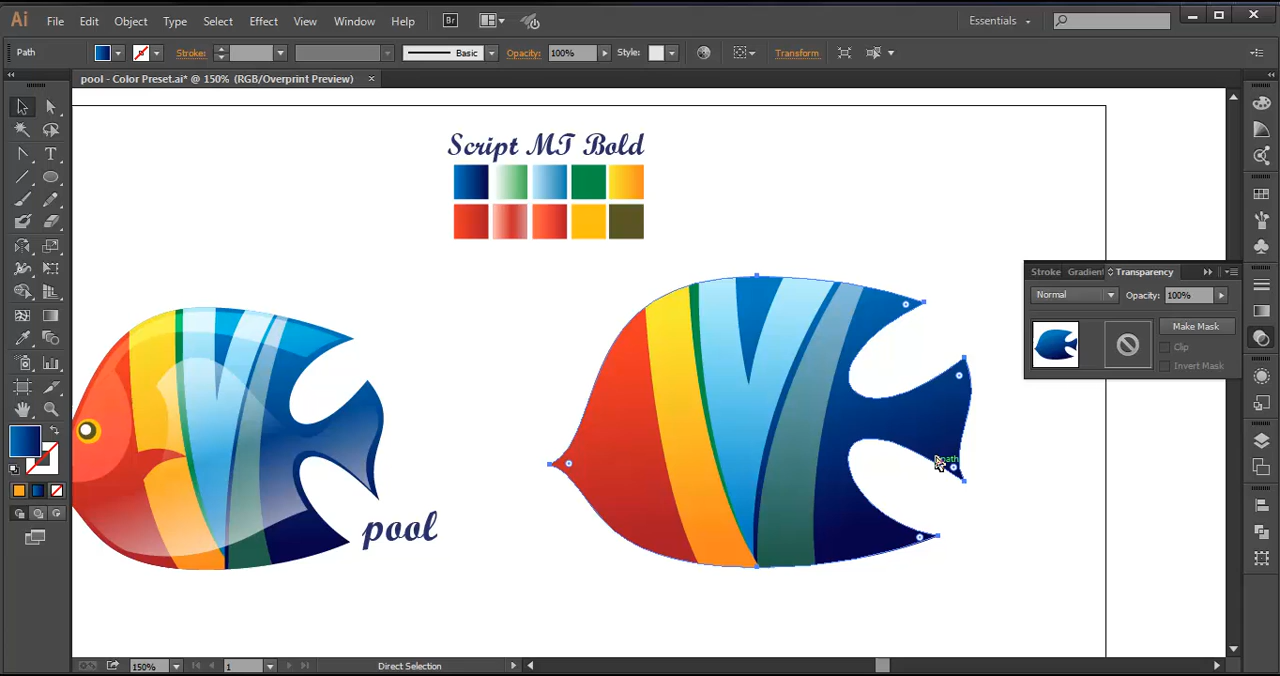 Ai File Edit Object Type Select Effect View Window Help Br Essentials
Path Stroke: Basic Opacity: 100% Style: Transform
pool - Color Preset.ai* @ 150% (RGB/Overprint Preview) ×
Script MT Bold
Stroke Gradient Transparency
Normal Opacity: 100%
Make Mask
Clip
Invert Mask
path
pool
150% 1 Direct Selection